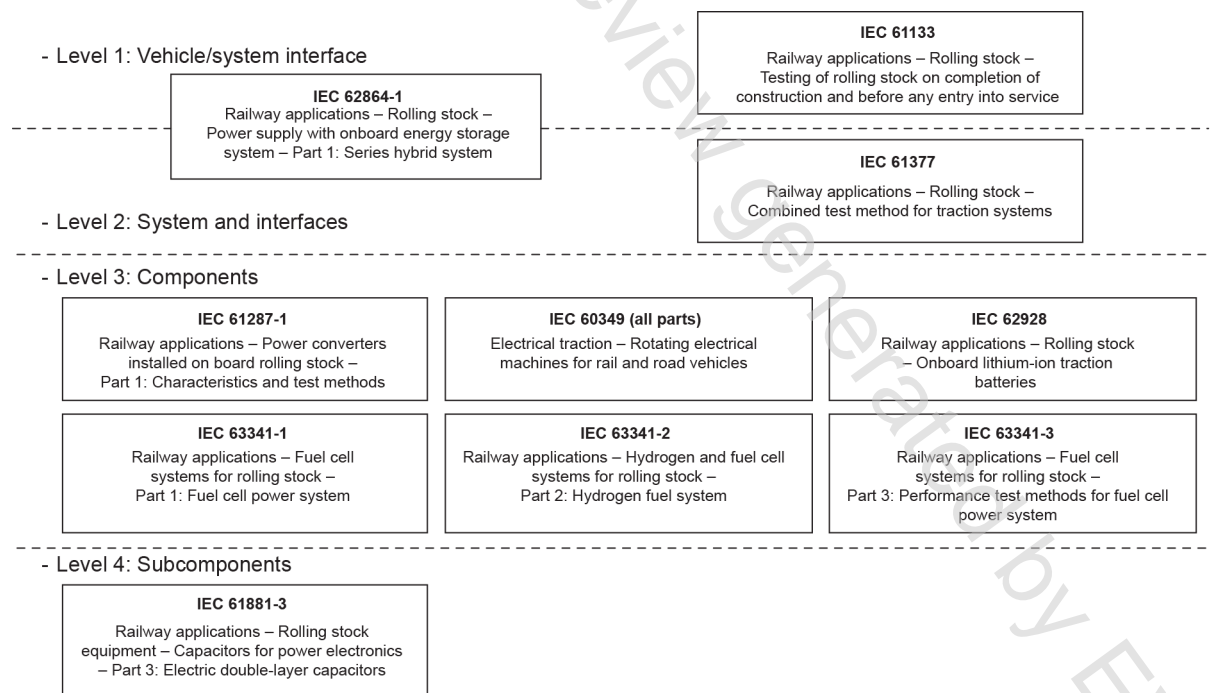 - Level 1: Vehicle/system interface
IEC 62864-1
Railway applications – Rolling stock –
Power supply with onboard energy storage
system – Part 1: Series hybrid system
IEC 61133
Railway applications – Rolling stock –
Testing of rolling stock on completion of
construction and before any entry into service
- Level 2: System and interfaces
IEC 61377
Railway applications – Rolling stock –
Combined test method for traction systems
- Level 3: Components
IEC 61287-1
Railway applications – Power converters
installed on board rolling stock –
Part 1: Characteristics and test methods
IEC 60349 (all parts)
Electrical traction – Rotating electrical
machines for rail and road vehicles
IEC 62928
Railway applications – Rolling stock
– Onboard lithium-ion traction
batteries
IEC 63341-1
Railway applications – Fuel cell
systems for rolling stock –
Part 1: Fuel cell power system
IEC 63341-2
Railway applications – Hydrogen and fuel cell
systems for rolling stock –
Part 2: Hydrogen fuel system
IEC 63341-3
Railway applications – Fuel cell
systems for rolling stock –
Part 3: Performance test methods for fuel cell
power system
- Level 4: Subcomponents
IEC 61881-3
Railway applications – Rolling stock
equipment – Capacitors for power electronics
– Part 3: Electric double-layer capacitors
generated by